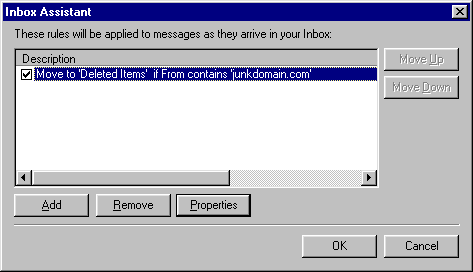 Inbox Assistant
These rules will be applied to messages as they arrive in your Inbox:
Description
Move to 'Deleted Items'  if From contains 'junkdomain.com'
Move Up
Move Down
Add Remove Properties
OK Cancel